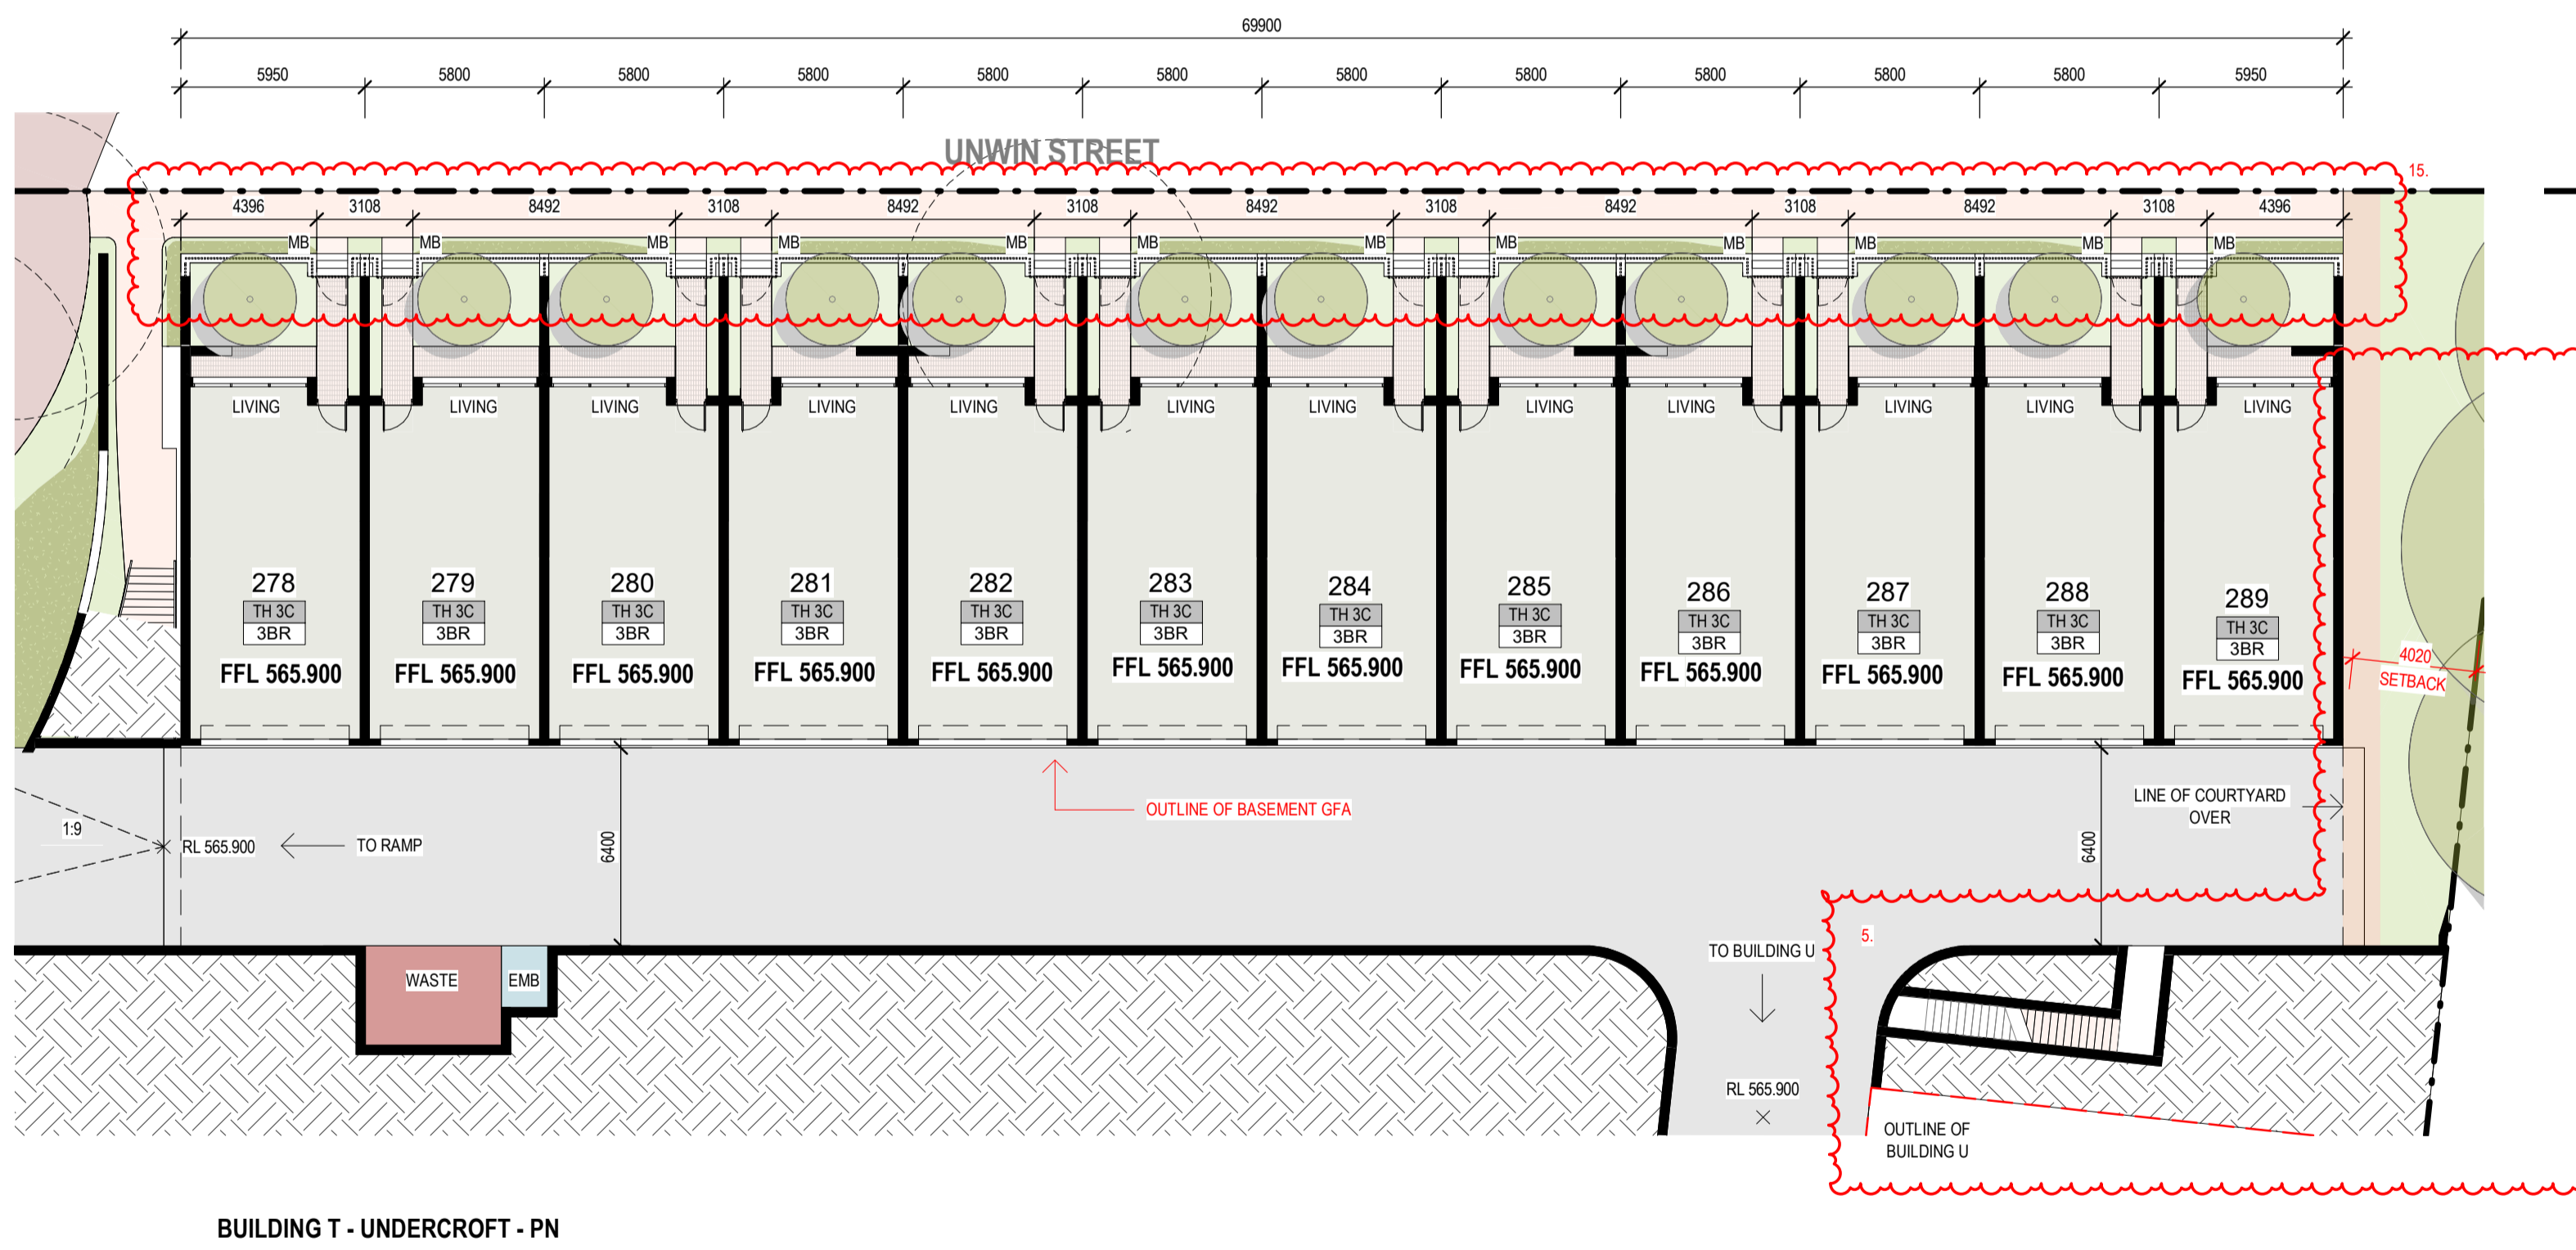 69900
5950 5800 5800 5800 5800 5800 5800 5800 5800 5800 5950
UNWIN STREET
15.
4396 3108 8492 3108 8492 3108 8492 3108 8492 3108 8492 3108 4396
MB MB MB MB MB MB MB MB MB MB MB MB
LIVING LIVING LIVING LIVING LIVING LIVING LIVING LIVING LIVING LIVING LIVING LIVING
278 279 280 281 282 283 284 285 286 287 288 289
TH 3C TH 3C TH 3C TH 3C TH 3C TH 3C TH 3C TH 3C TH 3C TH 3C TH 3C TH 3C
3BR 3BR 3BR 3BR 3BR 3BR 3BR 3BR 3BR 3BR 3BR 3BR
FFL 565.900 FFL 565.900 FFL 565.900 FFL 565.900 FFL 565.900 FFL 565.900 FFL 565.900 FFL 565.900 FFL 565.900 FFL 565.900 FFL 565.900 FFL 565.900
4020
SETBACK
OUTLINE OF BASEMENT GFA
LINE OF COURTYARD
OVER
1:9
RL 565.900
TO RAMP
6400
6400
5.
TO BUILDING U
WASTE
EMB
RL 565.900
OUTLINE OF
BUILDING U
BUILDING T - UNDERCROFT - PN